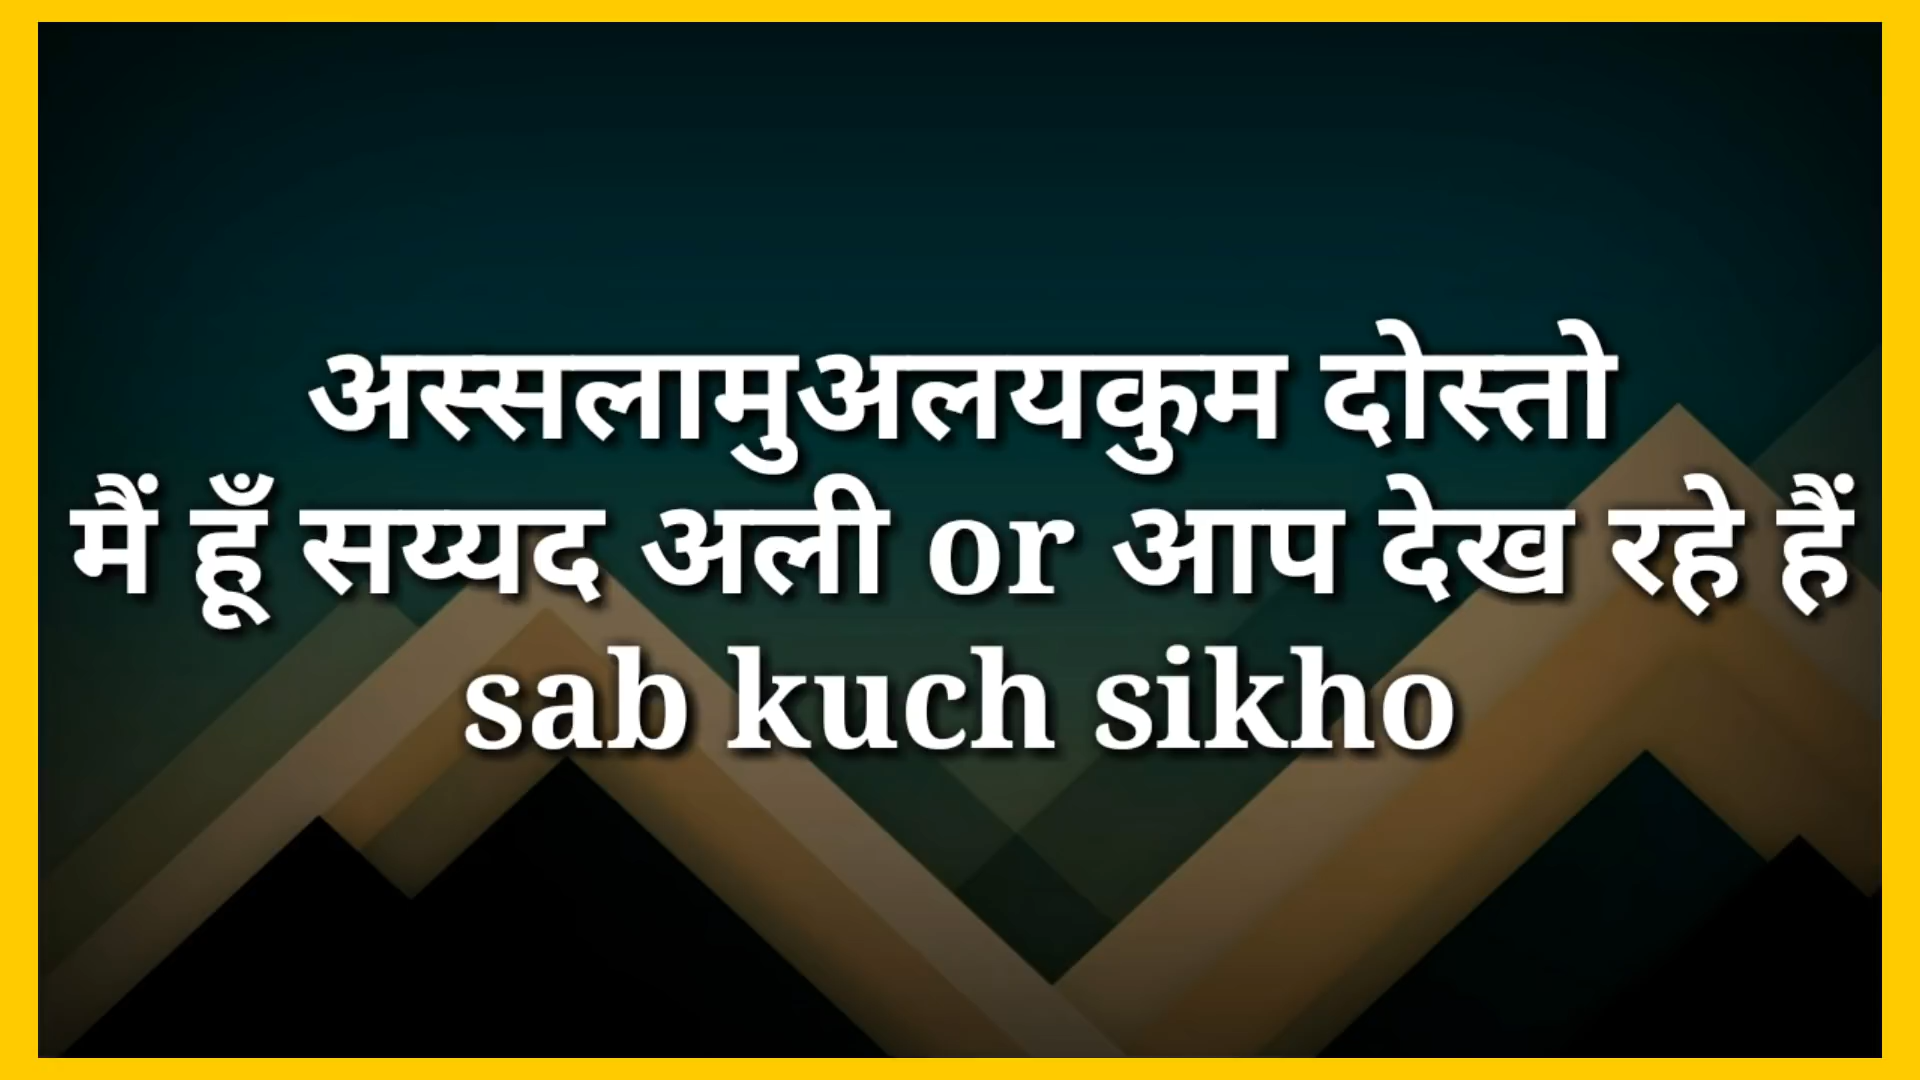 अस्सलामुअलयकुम दोस्तो
मैं हूँ सय्यद अली or आप देख रहे हैं
sab kuch sikho